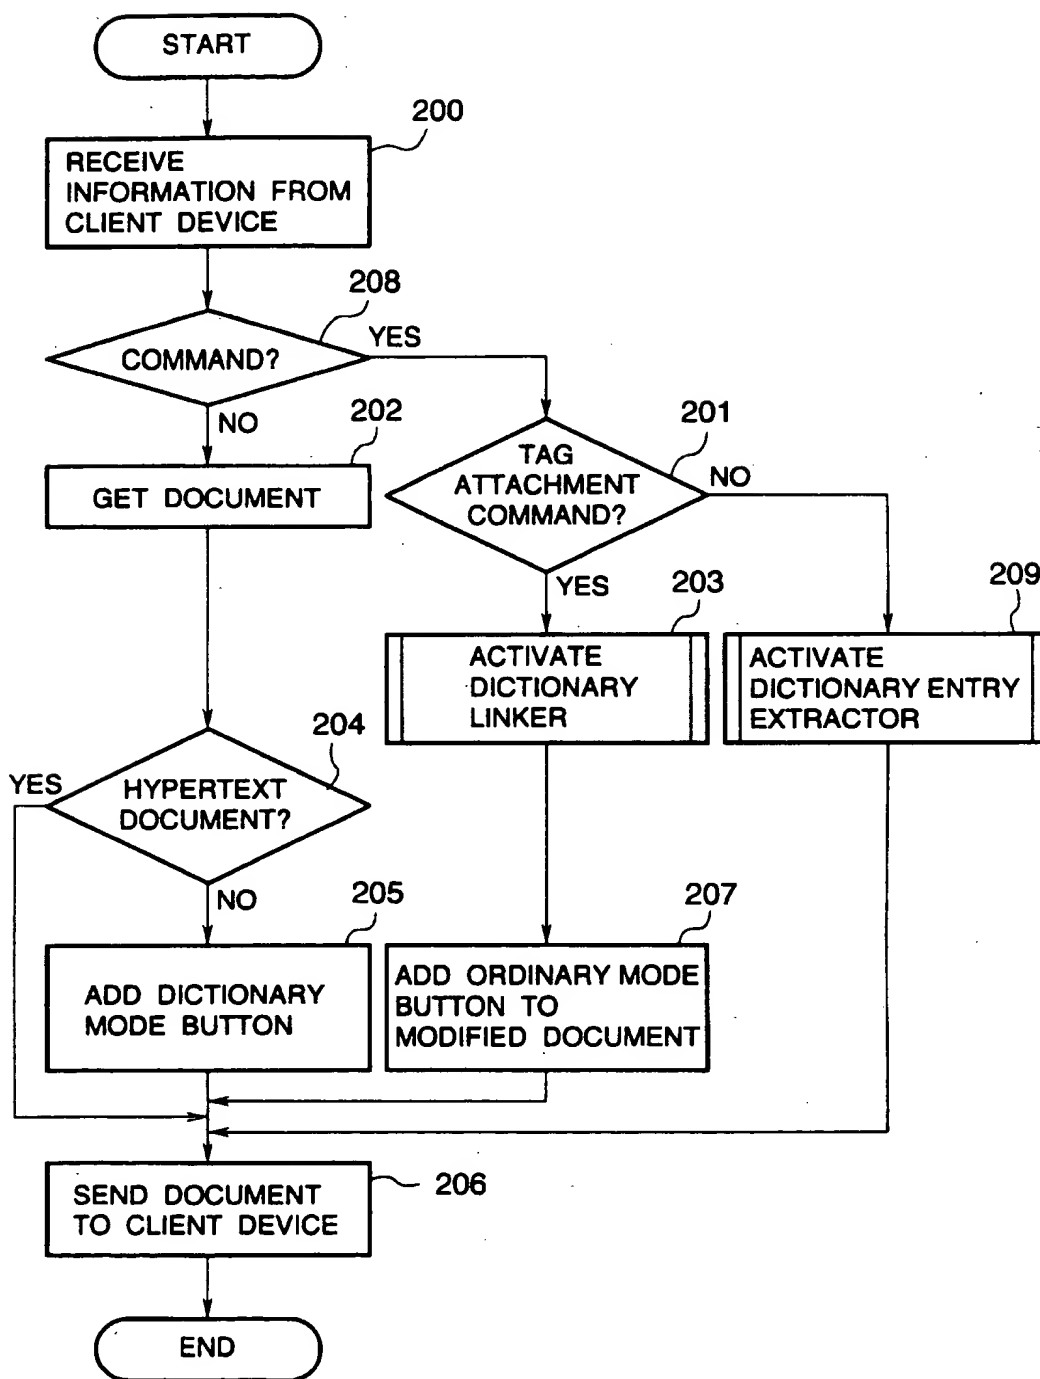 START
200
RECEIVE
INFORMATION FROM
CLIENT DEVICE
208
COMMAND?
YES
NO
202
GET DOCUMENT
201
TAG
ATTACHMENT
COMMAND?
NO
YES
203
ACTIVATE
DICTIONARY
LINKER
209
ACTIVATE
DICTIONARY ENTRY
EXTRACTOR
204
YES
HYPERTEXT
DOCUMENT?
NO
205
ADD DICTIONARY
MODE BUTTON
207
ADD ORDINARY MODE
BUTTON TO
MODIFIED DOCUMENT
206
SEND DOCUMENT
TO CLIENT DEVICE
END